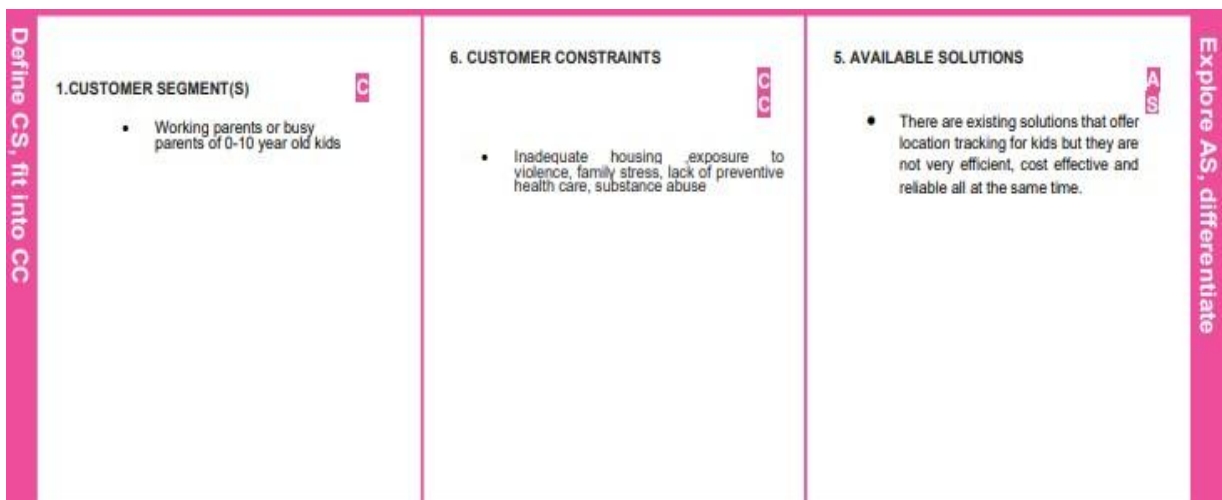 Define CS, fit into CC
1.CUSTOMER SEGMENT(S)
C
• Working parents or busy
parents of 0-10 year old kids
6. CUSTOMER CONSTRAINTS
C
C
• Inadequate housing ,exposure to
violence, family stress, lack of preventive
health care, substance abuse
5. AVAILABLE SOLUTIONS
A
S
• There are existing solutions that offer
location tracking for kids but they are
not very efficient, cost effective and
reliable all at the same time.
Explore AS, differentiate